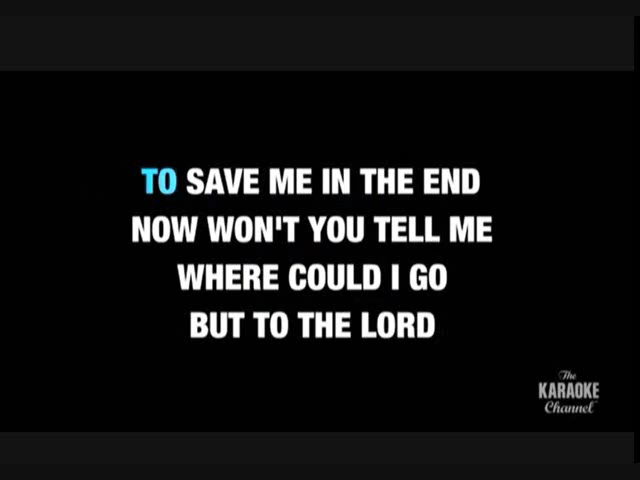 TO SAVE ME IN THE END
NOW WON'T YOU TELL ME
WHERE COULD I GO
BUT TO THE LORD
The
KARAOKE
Channel